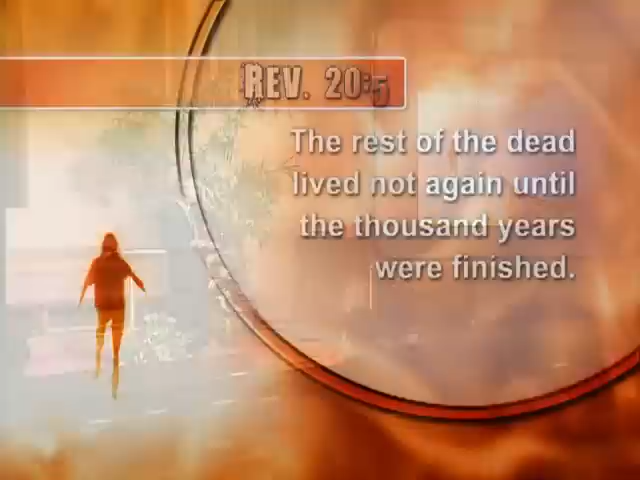 REV. 20:5
The rest of the dead
lived not again until
the thousand years
were finished.